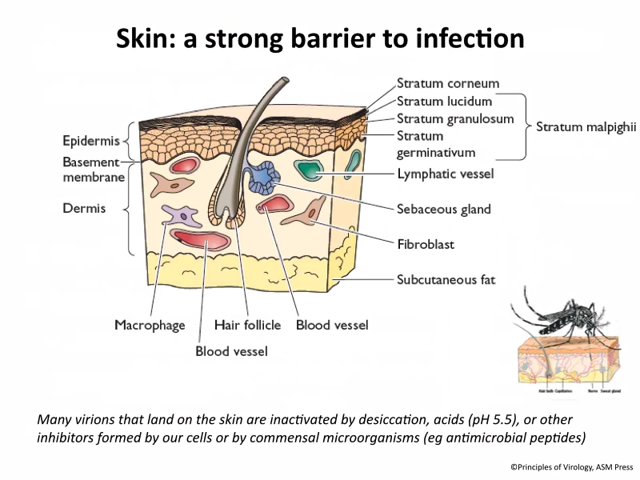 Skin: a strong barrier to infection
Stratum corneum
Stratum lucidum
Stratum granulosum
Stratum
germinativum
Stratum malpighii
Epidermis
Basement
membrane
Dermis
Lymphatic vessel
Sebaceous gland
Fibroblast
Subcutaneous fat
Macrophage
Hair follicle
Blood vessel
Blood vessel
Many virions that land on the skin are inactivated by desiccation, acids (pH 5.5), or other
inhibitors formed by our cells or by commensal microorganisms (eg antimicrobial peptides)
©Principles of Virology, ASM Press